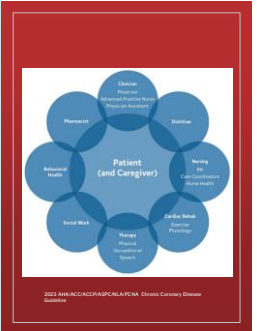 Clinician
Physician
Advanced Practice Nurse
Physician Assistant
Pharmacist
Dietitian
Patient
(and Caregiver)
Behavioral
Health
Nursing
RN
Care Coordinators
Home Health
Social Work
Cardiac Rehab
Exercise
Physiology
Therapy
Physical
Occupational
Speech
2023 AHA/ACC/ACCP/ASPC/NLA/PCNA Chronic Coronary Disease
Guideline